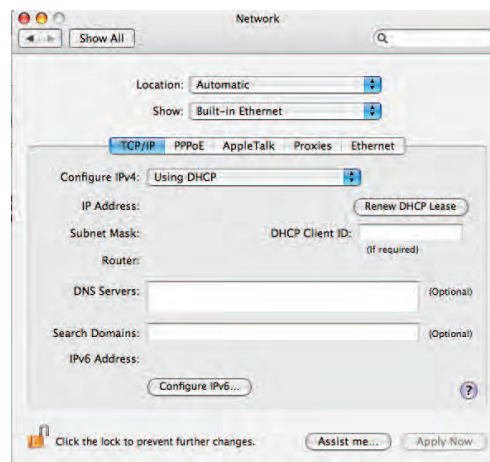 Network
Show All
Location: Automatic
Show: Built-in Ethernet
TCP/IP PPPoE AppleTalk Proxies Ethernet
Configure IPv4: Using DHCP
IP Address: Renew DHCP Lease
Subnet Mask: DHCP Client ID:
(If required)
Router:
DNS Servers: (Optional)
Search Domains: (Optional)
IPv6 Address:
Configure IPv6... ?
Click the lock to prevent further changes. Assist me... Apply Now